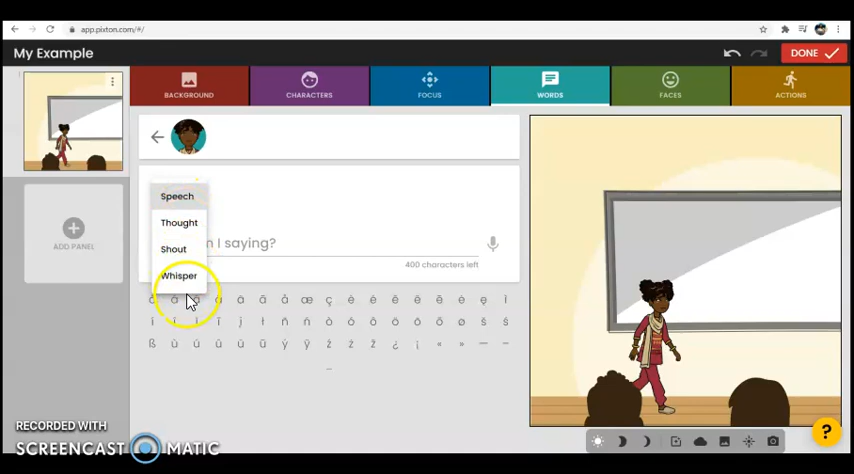 app.pixton.com/#/
My Example
DONE
BACKGROUND
CHARACTERS
FOCUS
WORDS
FACES
ACTIONS
1
ADD PANEL
Speech
Thought
Shout
Whisper
m I saying?
400 characters left
RECORDED WITH
SCREENCAST MATIC
?